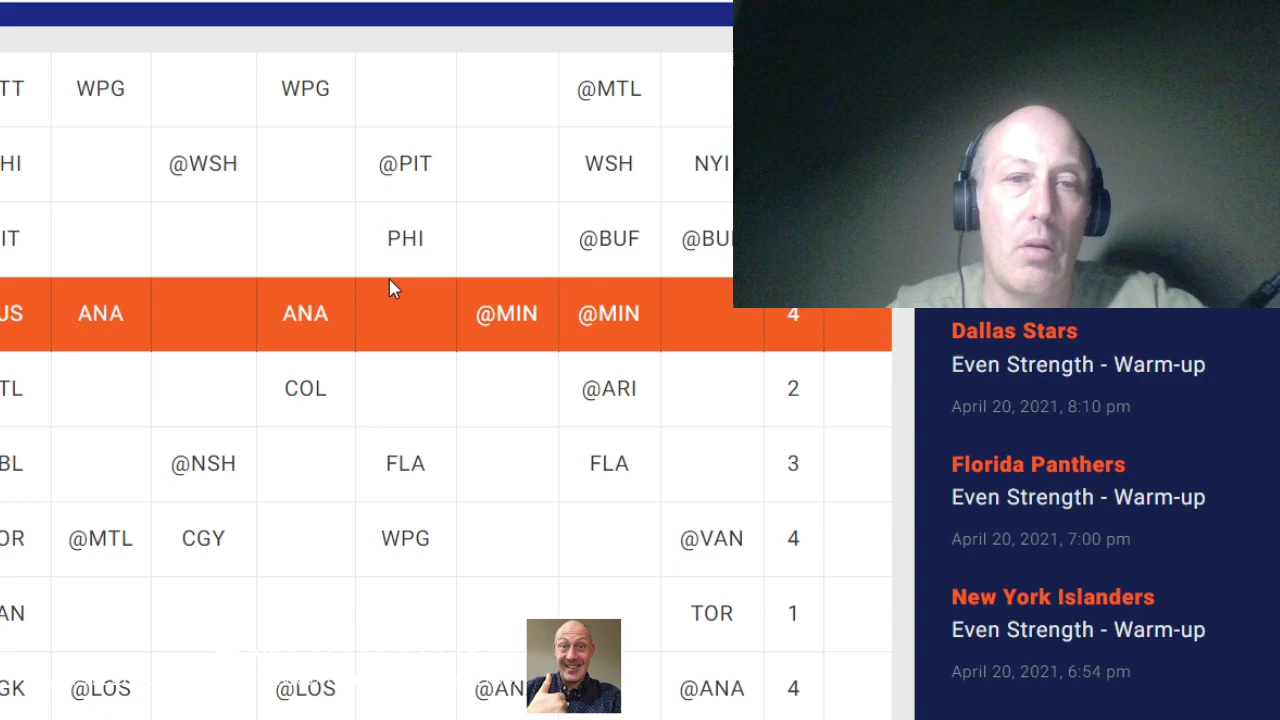 TT WPG WPG @MTL
HI @WSH @PIT WSH NYI
IT PHI @BUF @BU
JS ANA ANA @MIN @MIN 4
TL COL @ARI 2
BL @NSH FLA FLA 3
OR @MTL CGY WPG @VAN 4
AN TOR 1
GK @LOS @LOS @AN @ANA 4
Dallas Stars
Even Strength - Warm-up
April 20, 2021, 8:10 pm
Florida Panthers
Even Strength - Warm-up
April 20, 2021, 7:00 pm
New York Islanders
Even Strength - Warm-up
April 20, 2021, 6:54 pm